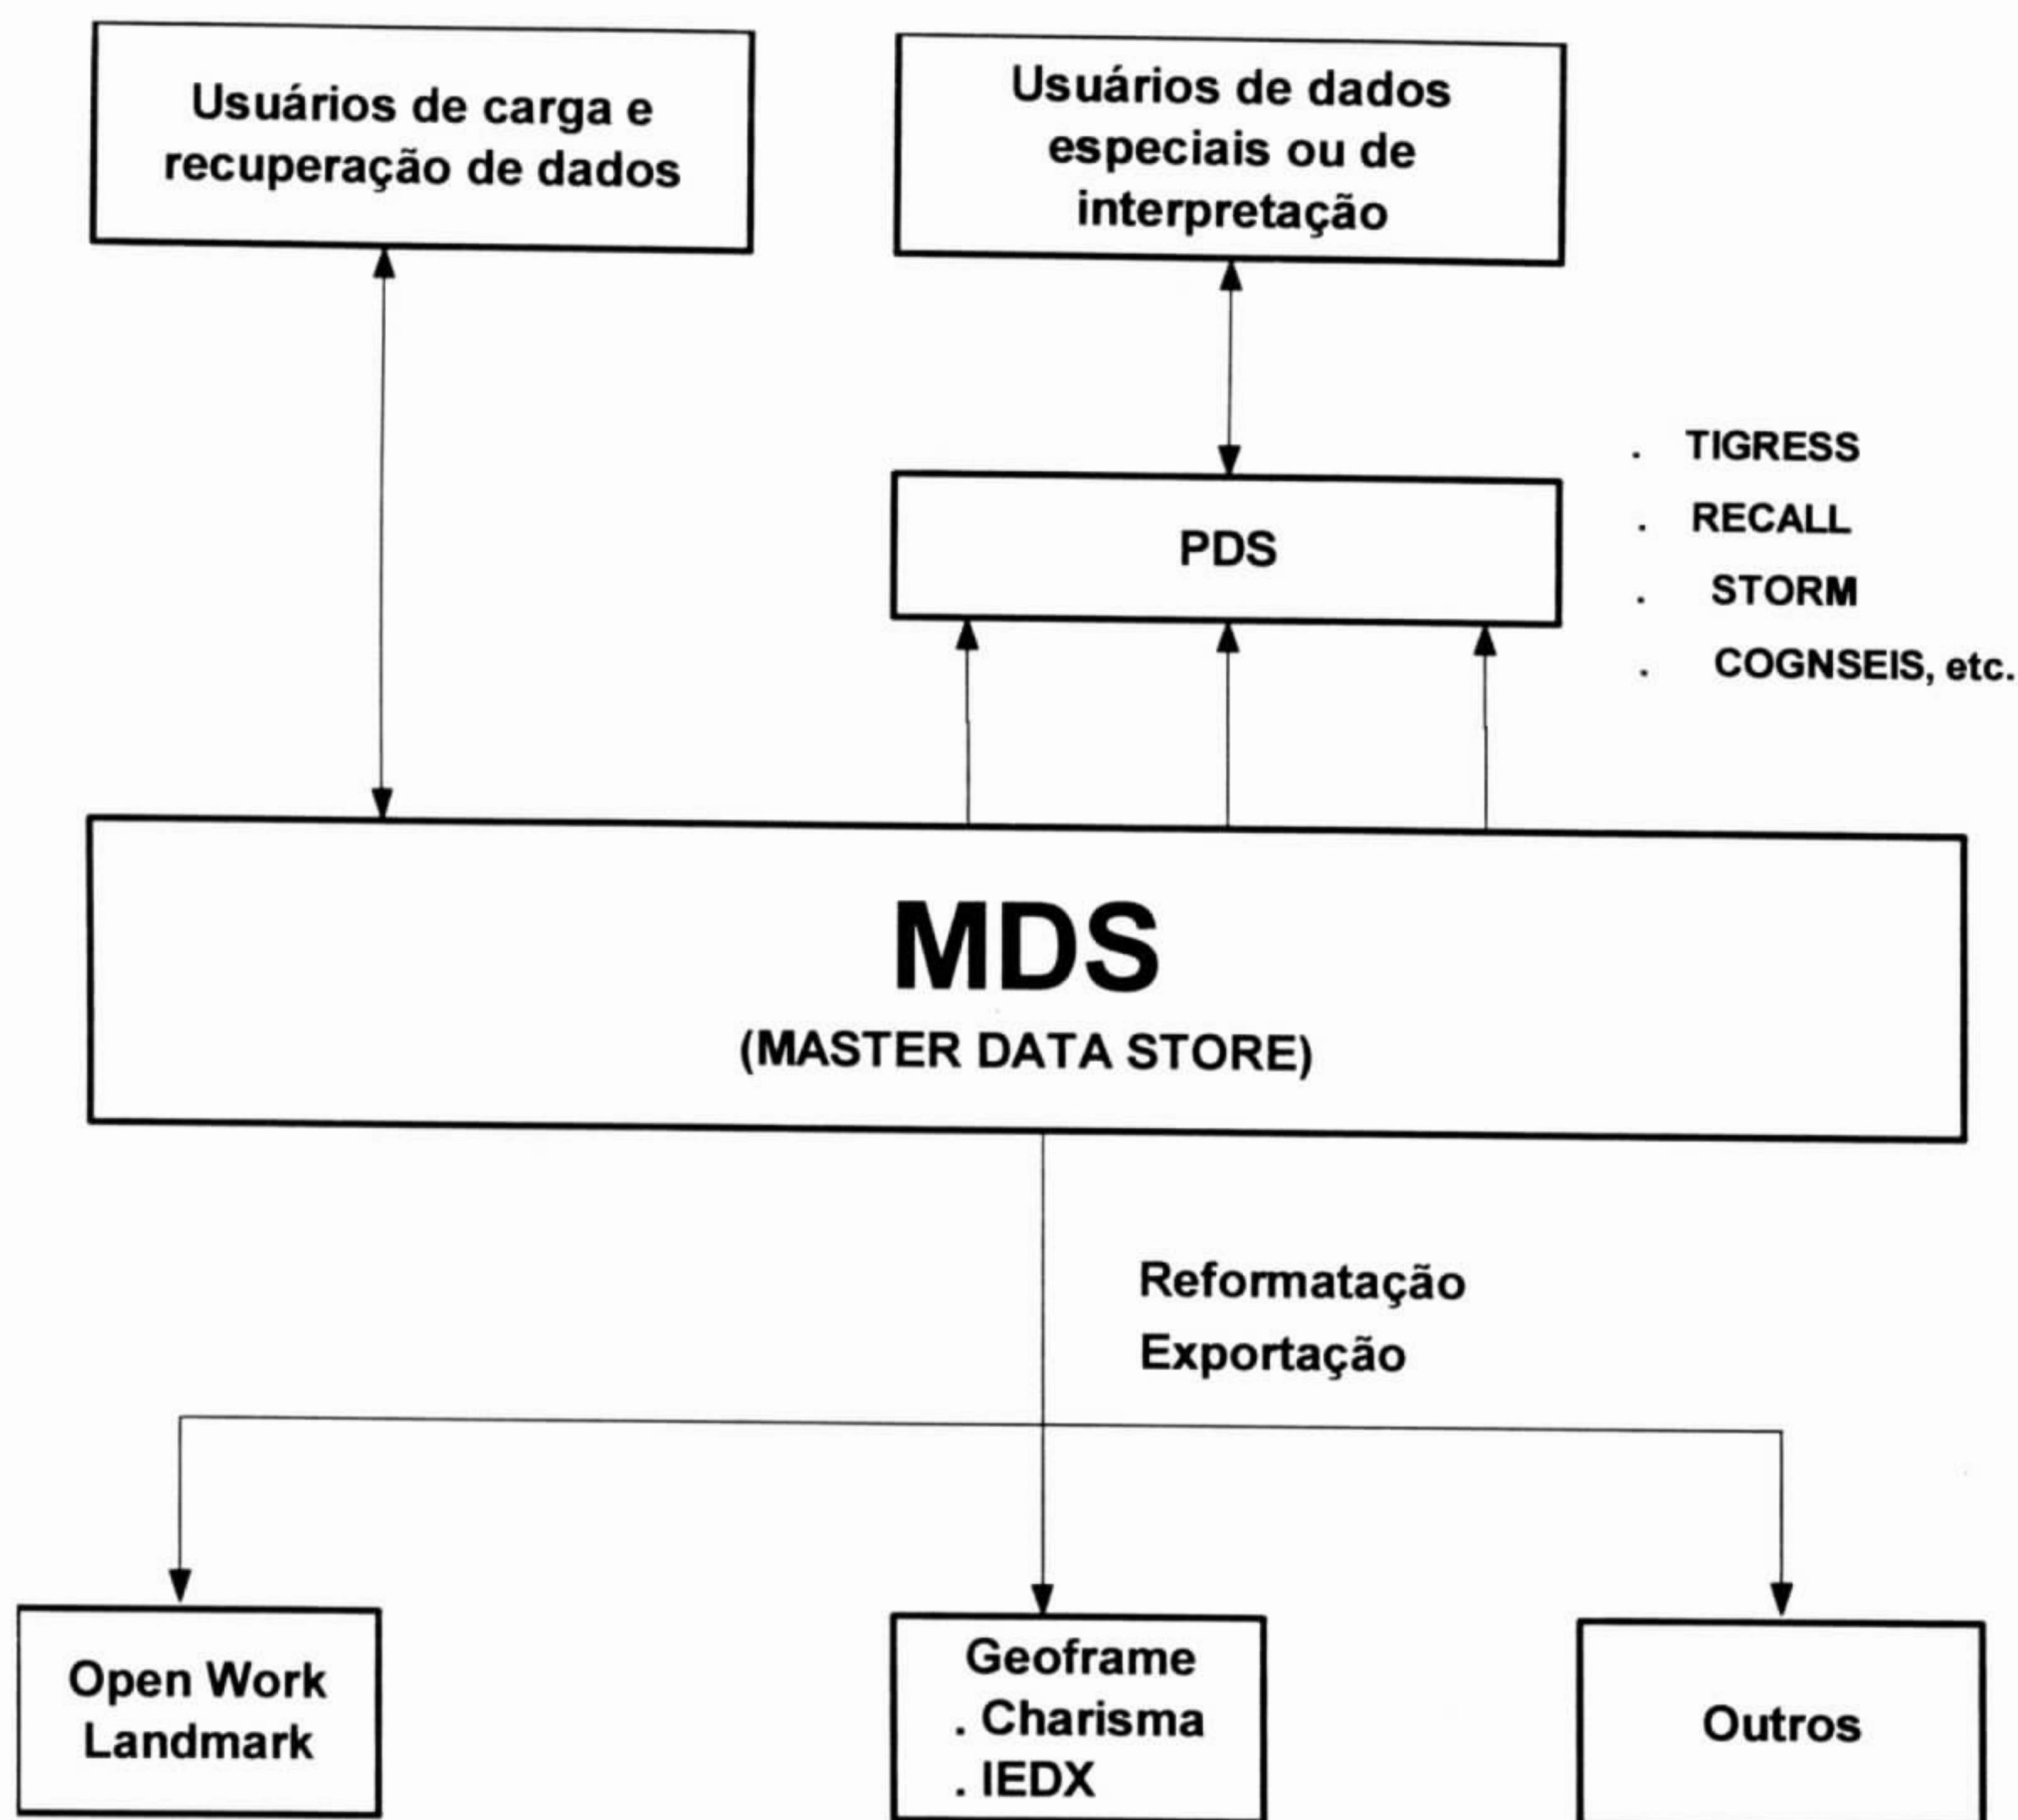 Usuários de carga e
recuperação de dados
Usuários de dados
especiais ou de
interpretação
. TIGRESS
. RECALL
. STORM
. COGNSEIS, etc.
PDS
MDS
(MASTER DATA STORE)
Reformatação
Exportação
Open Work
Landmark
Geoframe
. Charisma
. IEDX
Outros